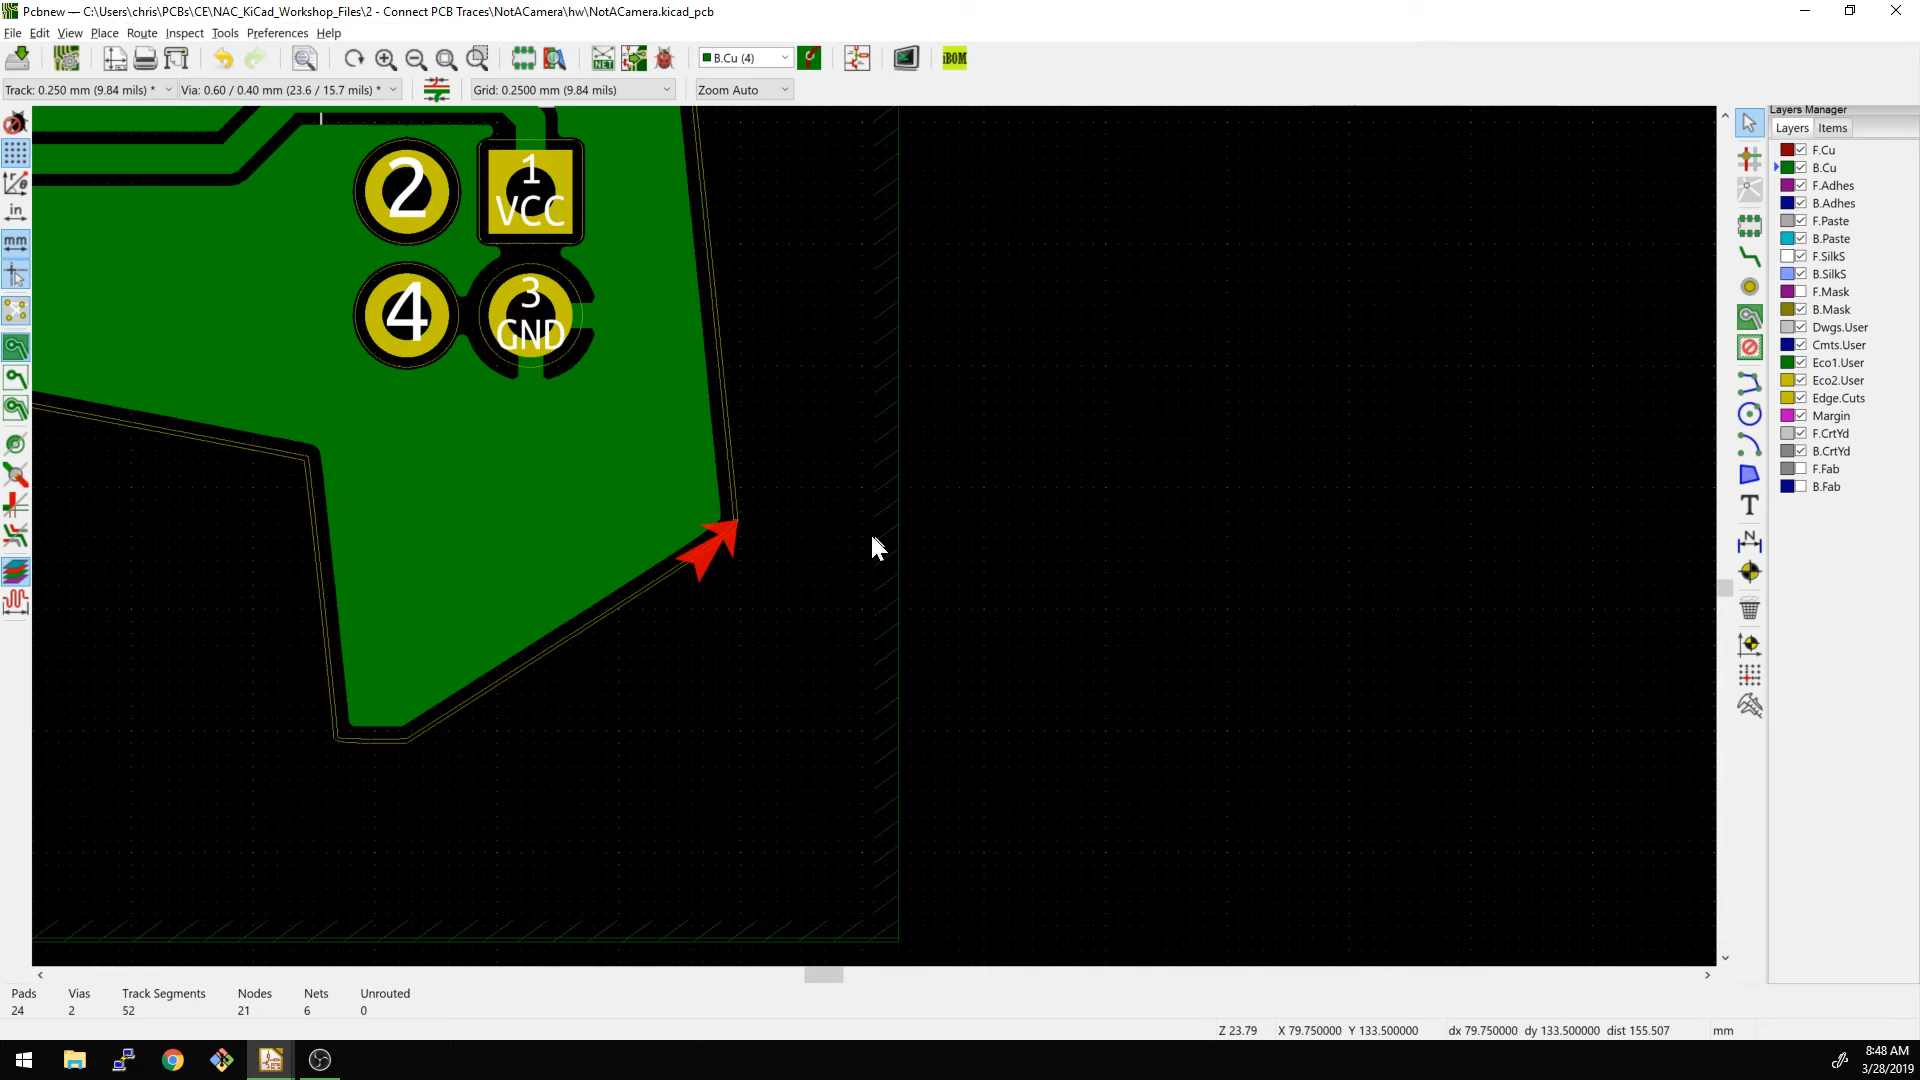 Pcbnew — C:\Users\chris\PCBs\CE\NAC_KiCad_Workshop_Files\2 - Connect PCB Traces\NotACamera\hw\NotACamera.kicad_pcb
File Edit View Place Route Inspect Tools Preferences Help
NET B.Cu (4) iBOM
Track: 0.250 mm (9.84 mils) * Via: 0.60 / 0.40 mm (23.6 / 15.7 mils) * Grid: 0.2500 mm (9.84 mils) Zoom Auto
in
mm
2
1
VCC
4
3
GND
T
N
Layers Manager
Layers Items
F.Cu
B.Cu
F.Adhes
B.Adhes
F.Paste
B.Paste
F.SilkS
B.SilkS
F.Mask
B.Mask
Dwgs.User
Cmts.User
Eco1.User
Eco2.User
Edge.Cuts
Margin
F.CrtYd
B.CrtYd
F.Fab
B.Fab
Pads Vias Track Segments Nodes Nets Unrouted
24 2 52 21 6 0
Z 23.79 X 79.750000 Y 133.500000 dx 79.750000 dy 133.500000 dist 155.507 mm
8:48 AM
3/28/2019